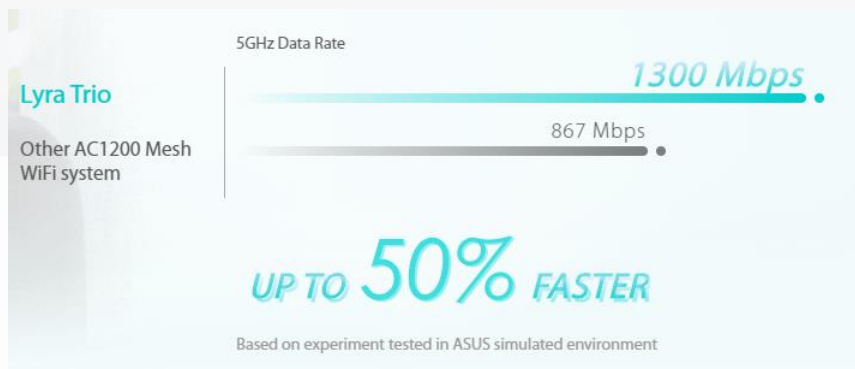 5GHz Data Rate
Lyra Trio
1300 Mbps
Other AC1200 Mesh
WiFi system
867 Mbps
UP TO 50% FASTER
Based on experiment tested in ASUS simulated environment